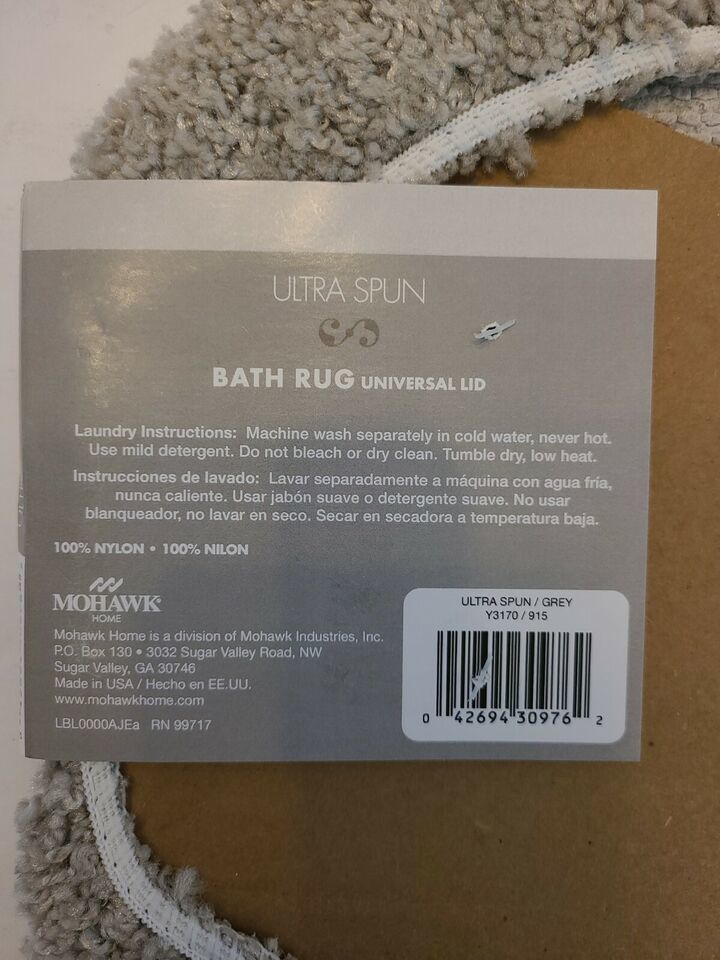 ULTRA SPUN
BATH RUG UNIVERSAL LID
Laundry Instructions: Machine wash separately in cold water, never hot.
Use mild detergent. Do not bleach or dry clean. Tumble dry, low heat.
Instrucciones de lavado: Lavar separadamente a máquina con agua fría,
nunca caliente. Usar jabón suave o detergente suave. No usar
blanqueador, no lavar en seco. Secar en secadora a temperatura baja.
100% NYLON • 100% NILON
MOHAWK
HOME
Mohawk Home is a division of Mohawk Industries, Inc.
P.O. Box 130 • 3032 Sugar Valley Road, NW
Sugar Valley, GA 30746
Made in USA / Hecho en EE.UU.
www.mohawkhome.com
LBL0000AJEa RN 99717
ULTRA SPUN / GREY
Y3170 / 915
0 42694 30976 2